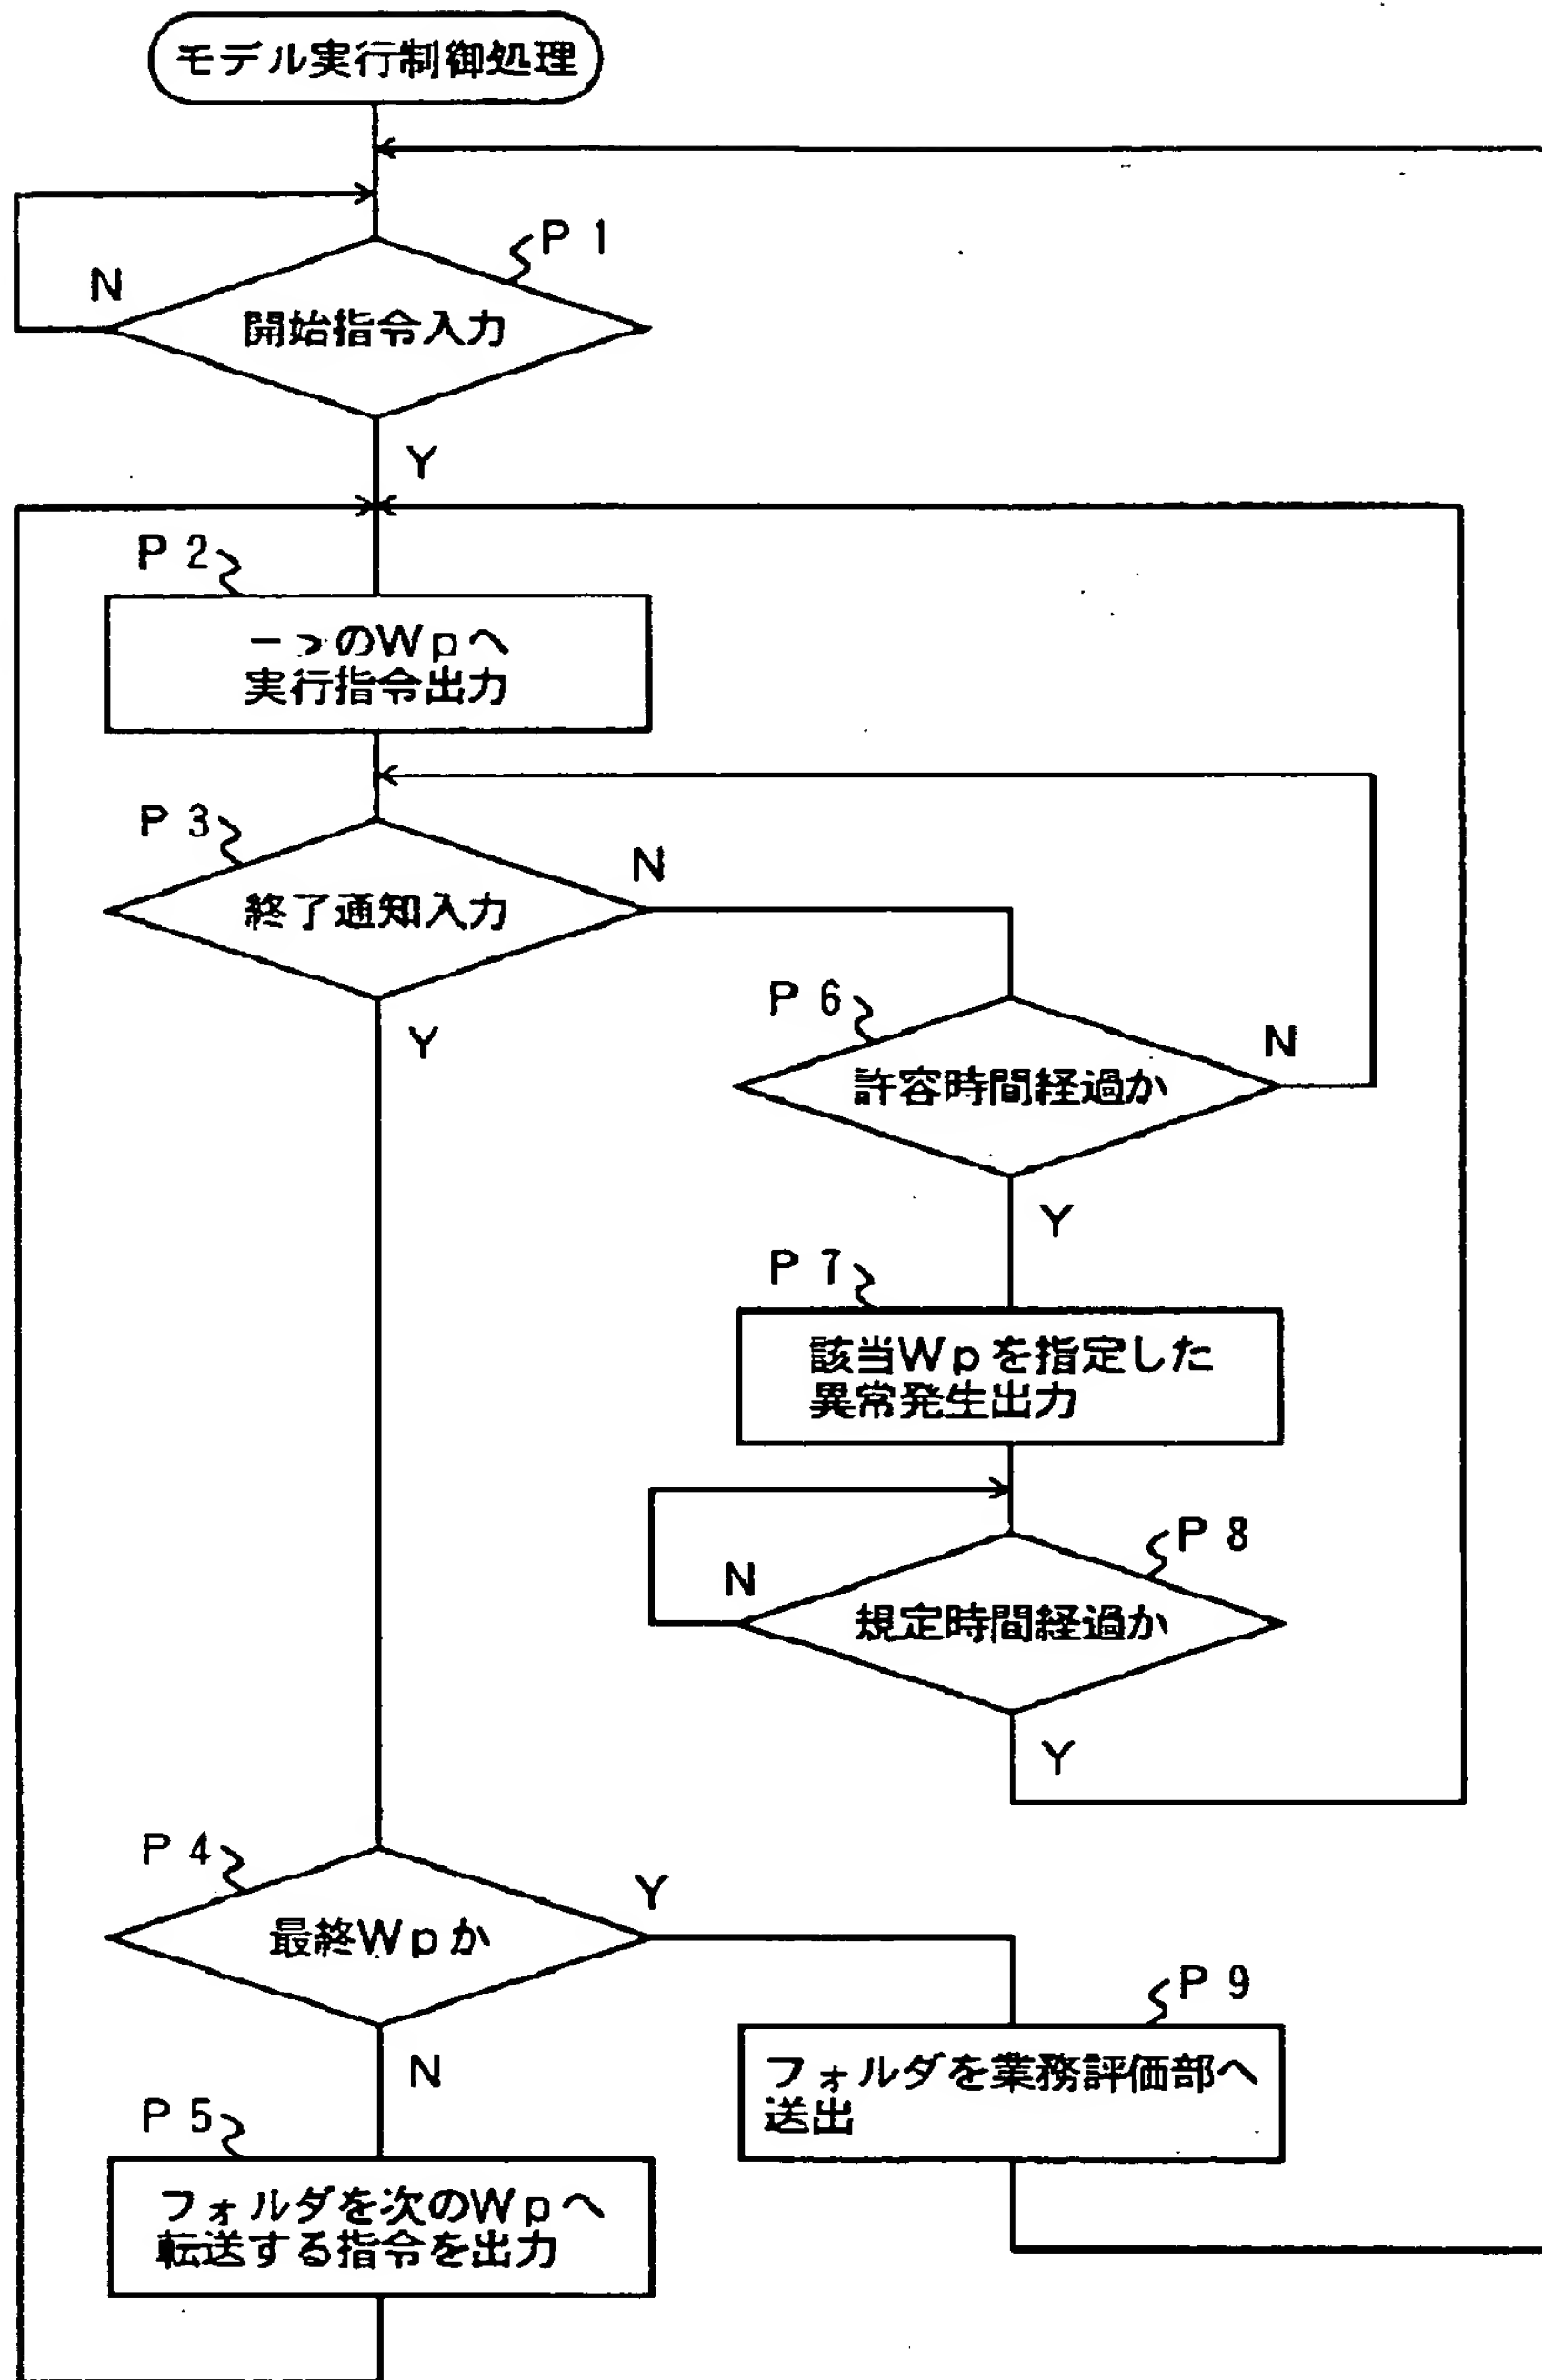 モデル実行制御処理
P 1
N
開始指令入力
Y
P 2
ー>のWpへ
実行指令出力
P 3
N
終了通知入力
Y
P 6
N
許容時間経過か
Y
P 7
該当Wpを指定した
異常発生出力
P 8
N
規定時間経過か
Y
P 4
Y
最終Wpか
P 9
N
フォルダを業務評価部へ
送出
P 5
フォルダを次のWpへ
転送する指令を出力